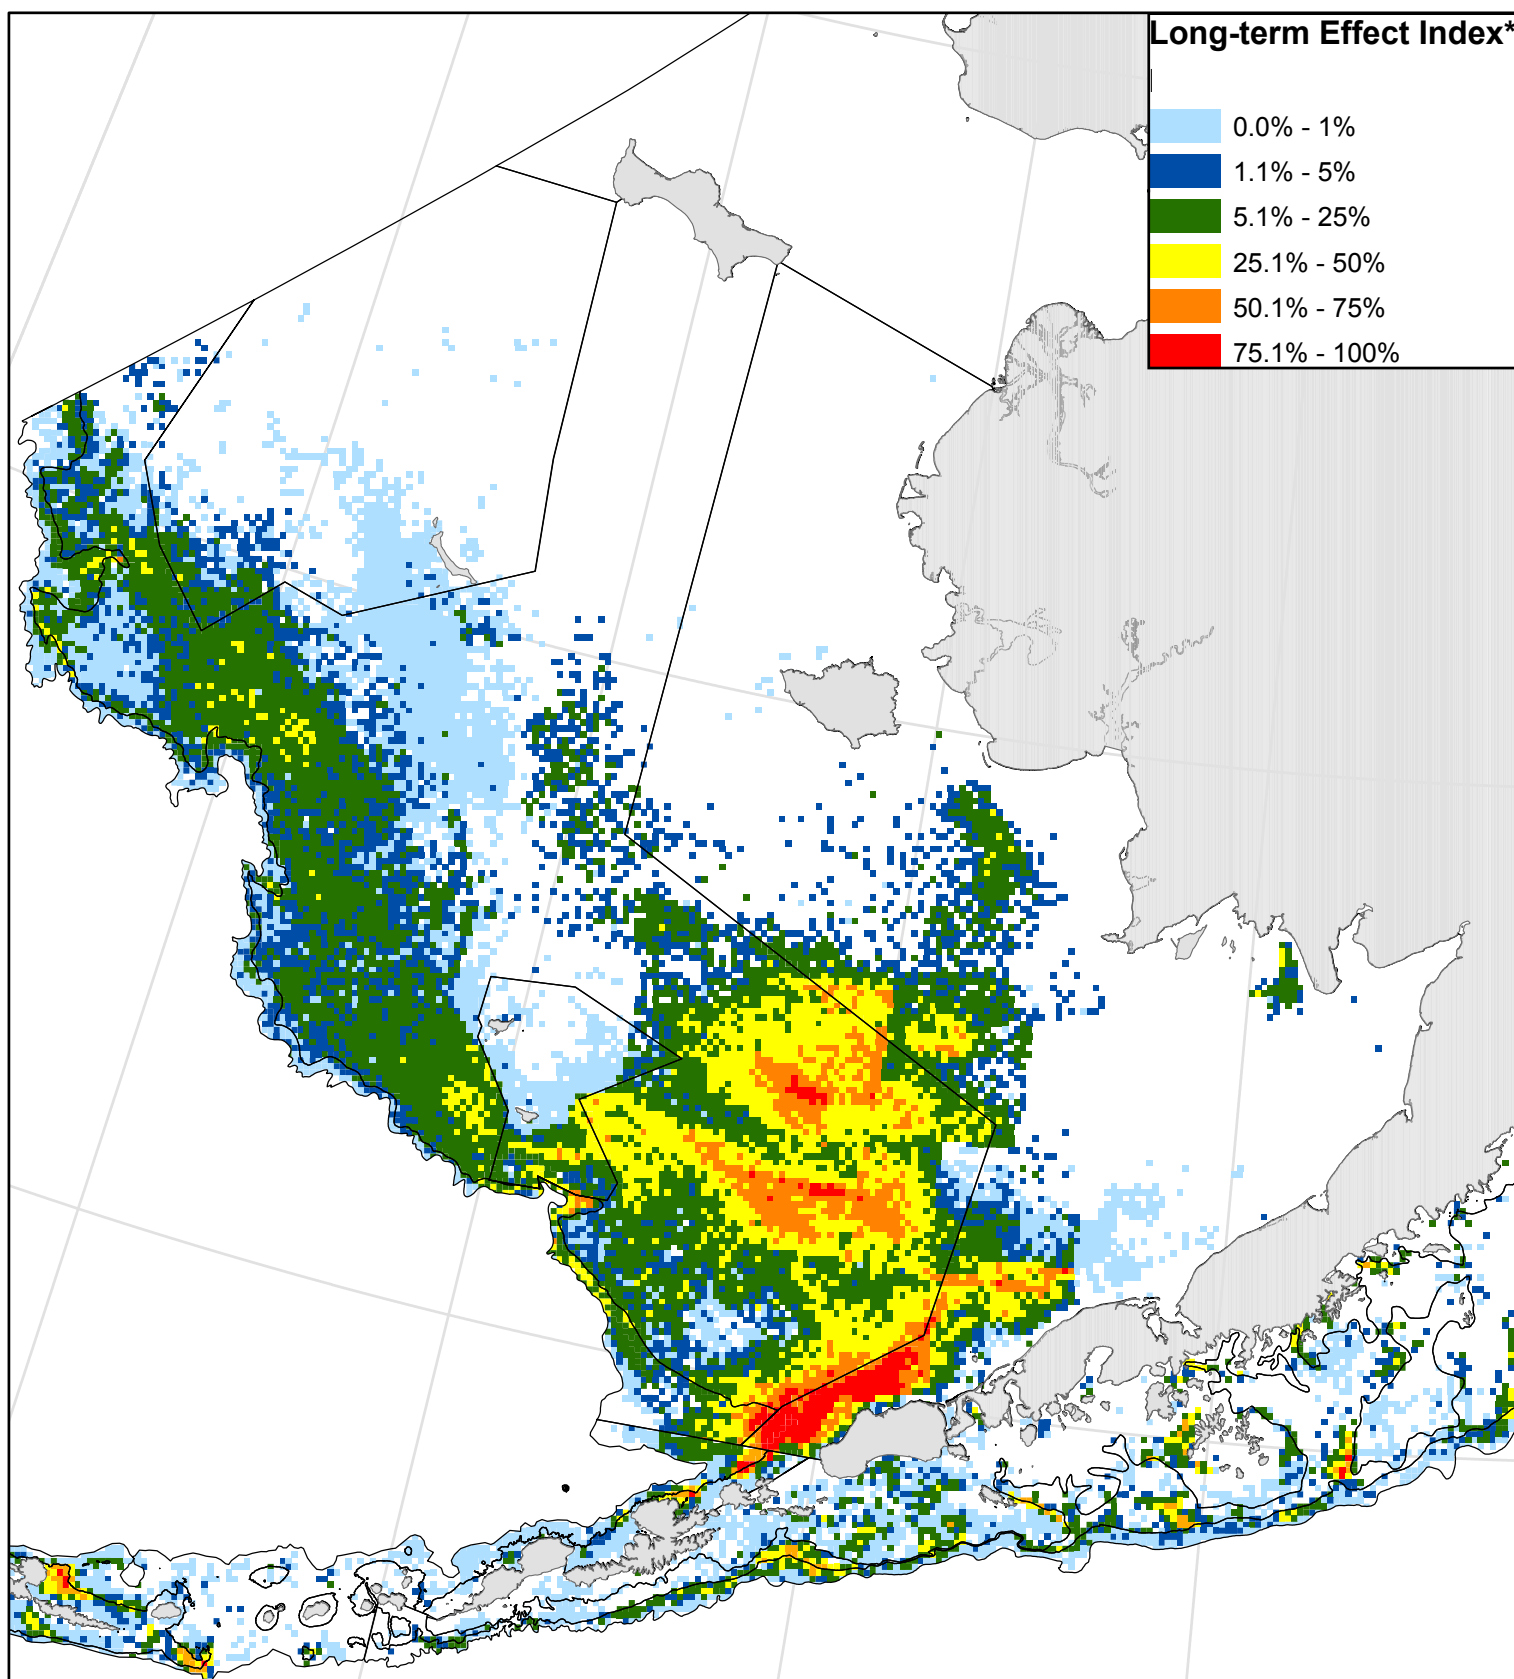 Long-term Effect Index*
0.0% - 1%
1.1% - 5%
5.1% - 25%
25.1% - 50%
50.1% - 75%
75.1% - 100%